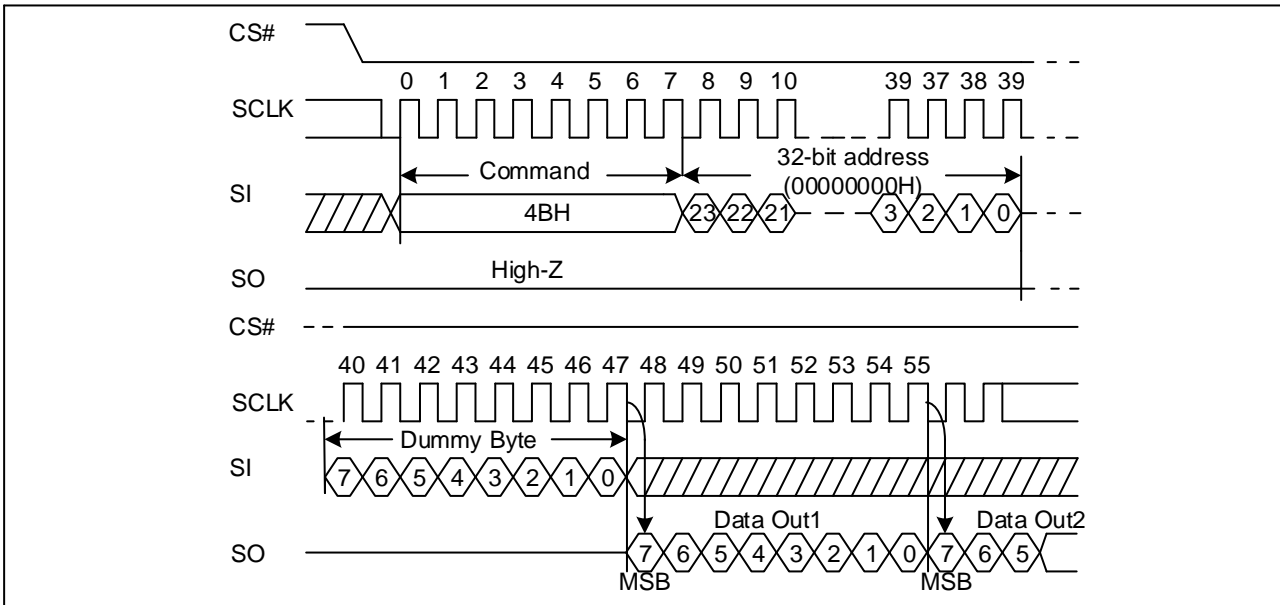 CS#
0 1 2 3 4 5 6 7 8 9 10 39 37 38 39
SCLK
Command
32-bit address
(00000000H)
SI
4BH
23 22 21 3 2 1 0
High-Z
SO
CS#
40 41 42 43 44 45 46 47 48 49 50 51 52 53 54 55
SCLK
Dummy Byte
SI
7 6 5 4 3 2 1 0
Data Out1 Data Out2
SO
7 6 5 4 3 2 1 0 7 6 5
MSB MSB